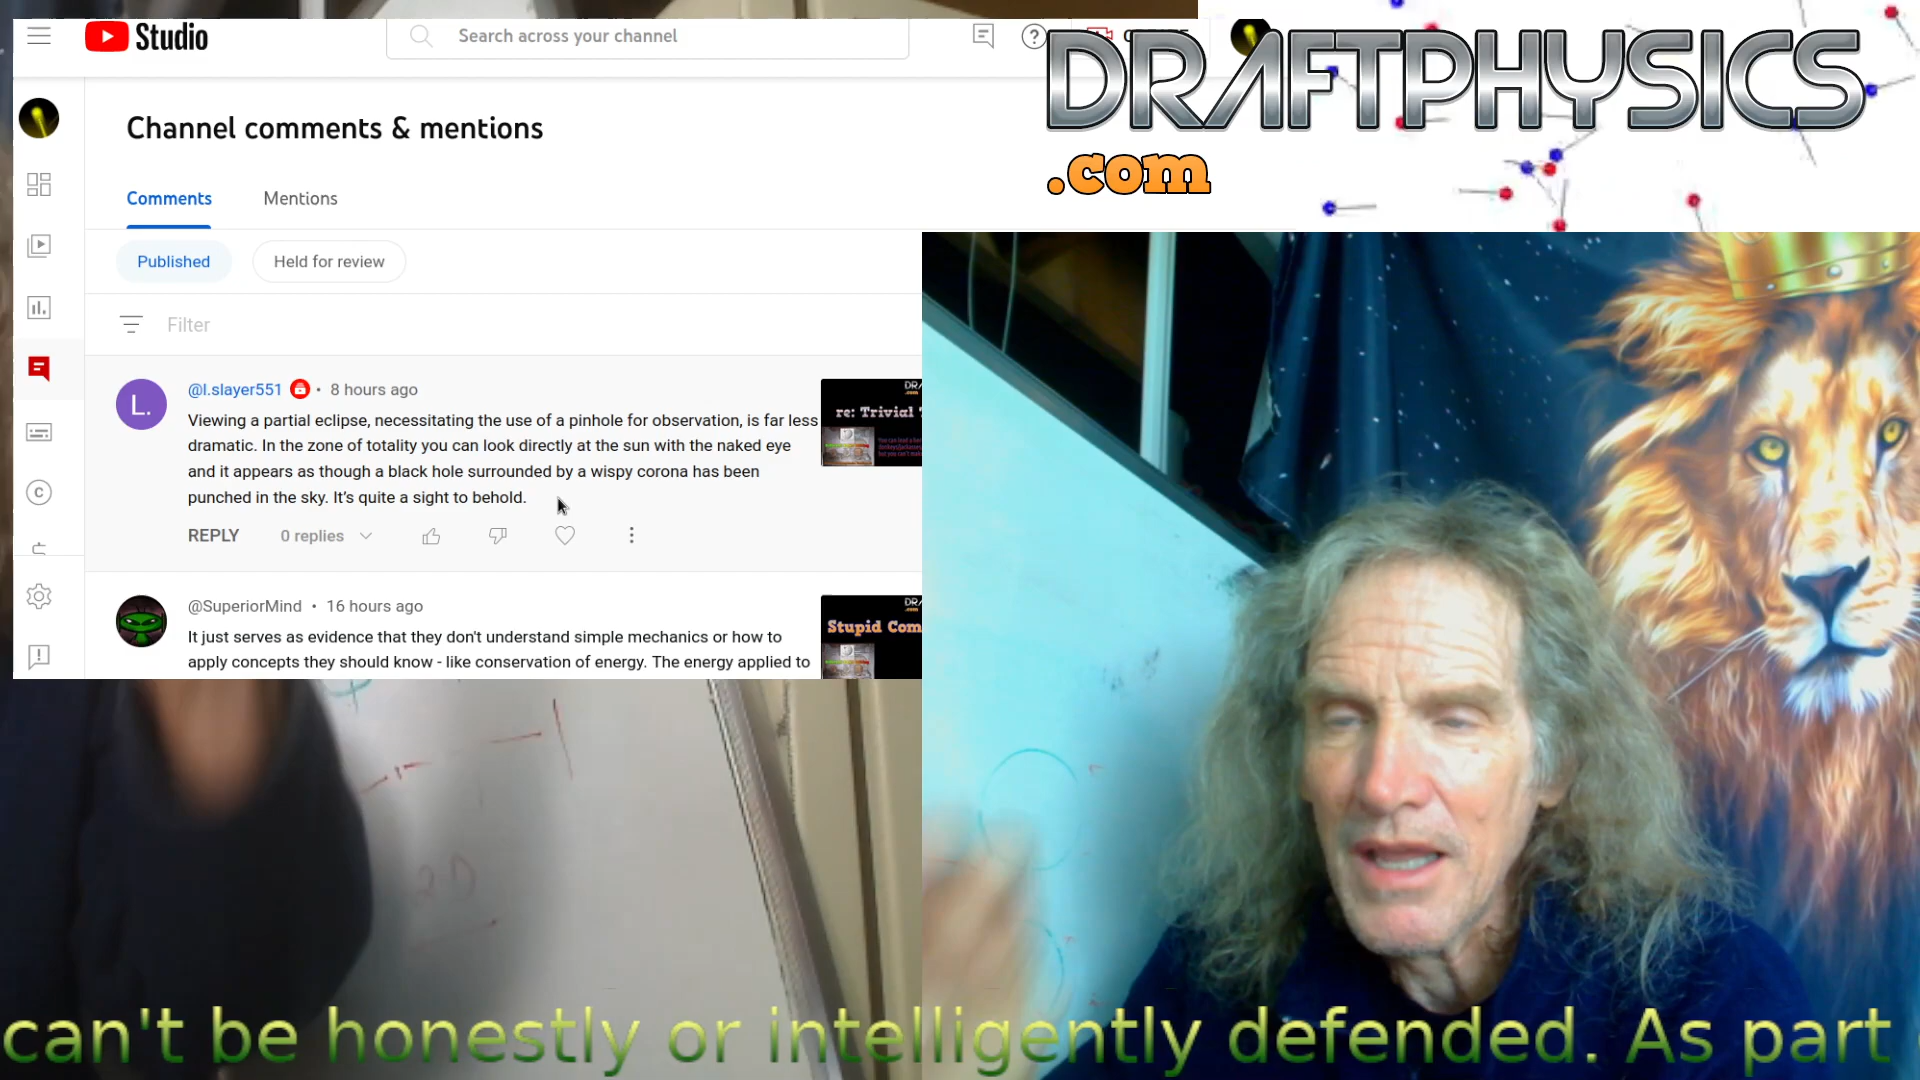 Studio
Search across your channel
DRAFTPHYSICS
.com
Channel comments & mentions
Comments
Mentions
Published
Held for review
Filter
L.
@l.slayer551 • 8 hours ago
Viewing a partial eclipse, necessitating the use of a pinhole for observation, is far less
dramatic. In the zone of totality you can look directly at the sun with the naked eye
and it appears as though a black hole surrounded by a wispy corona has been
punched in the sky. It's quite a sight to behold.
re: Trivial
REPLY
0 replies
@SuperiorMind • 16 hours ago
It just serves as evidence that they don't understand simple mechanics or how to
apply concepts they should know - like conservation of energy. The energy applied to
Stupid Com
2D
can't be honestly or intelligently defended. As part